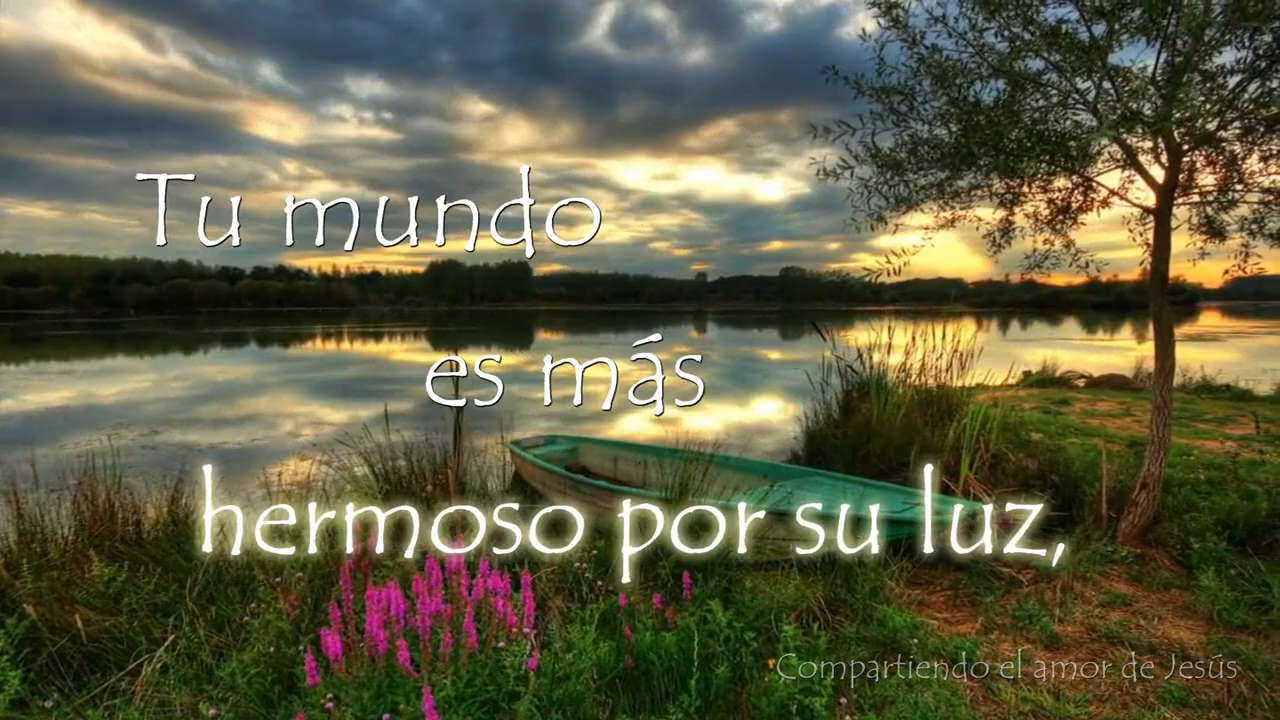 Tu mundo
es más
hermoso por su luz,
Compartiendo el amor de Jesús